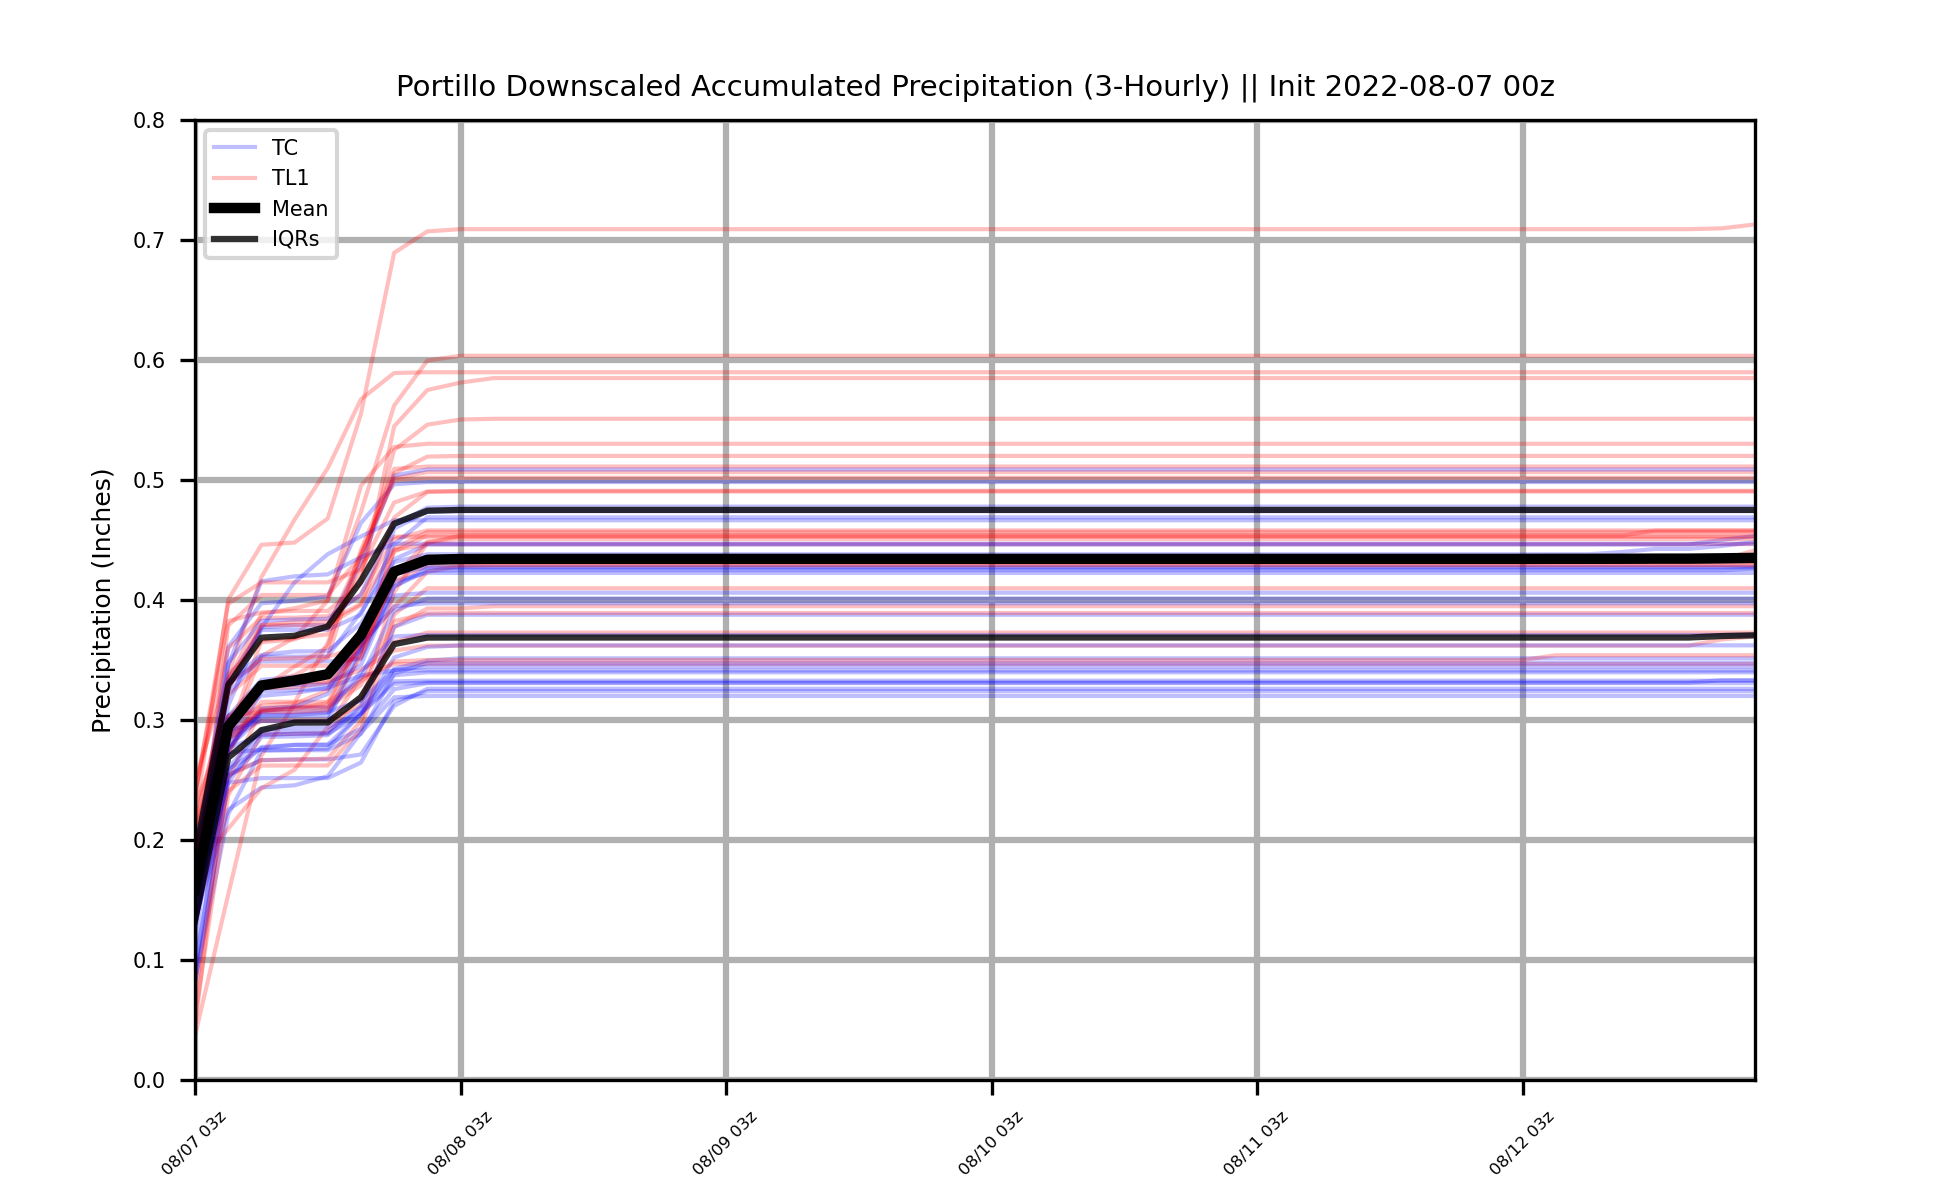 Portillo Downscaled Accumulated Precipitation (3-Hourly) || Init 2022-08-07 00z
TC
TL1
Mean
IQRs
Precipitation (Inches)
0.8
0.7
0.6
0.5
0.4
0.3
0.2
0.1
0.0
08/07 03z
08/08 03z
08/09 03z
08/10 03z
08/11 03z
08/12 03z